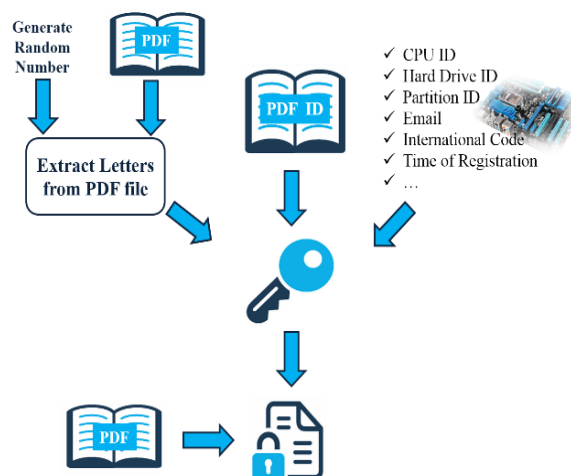 Generate
Random
Number
PDF
Extract Letters
from PDF file
PDF ID
✓ CPU ID
✓ Hard Drive ID
✓ Partition ID
✓ Email
✓ International Code
✓ Time of Registration
✓ …
PDF